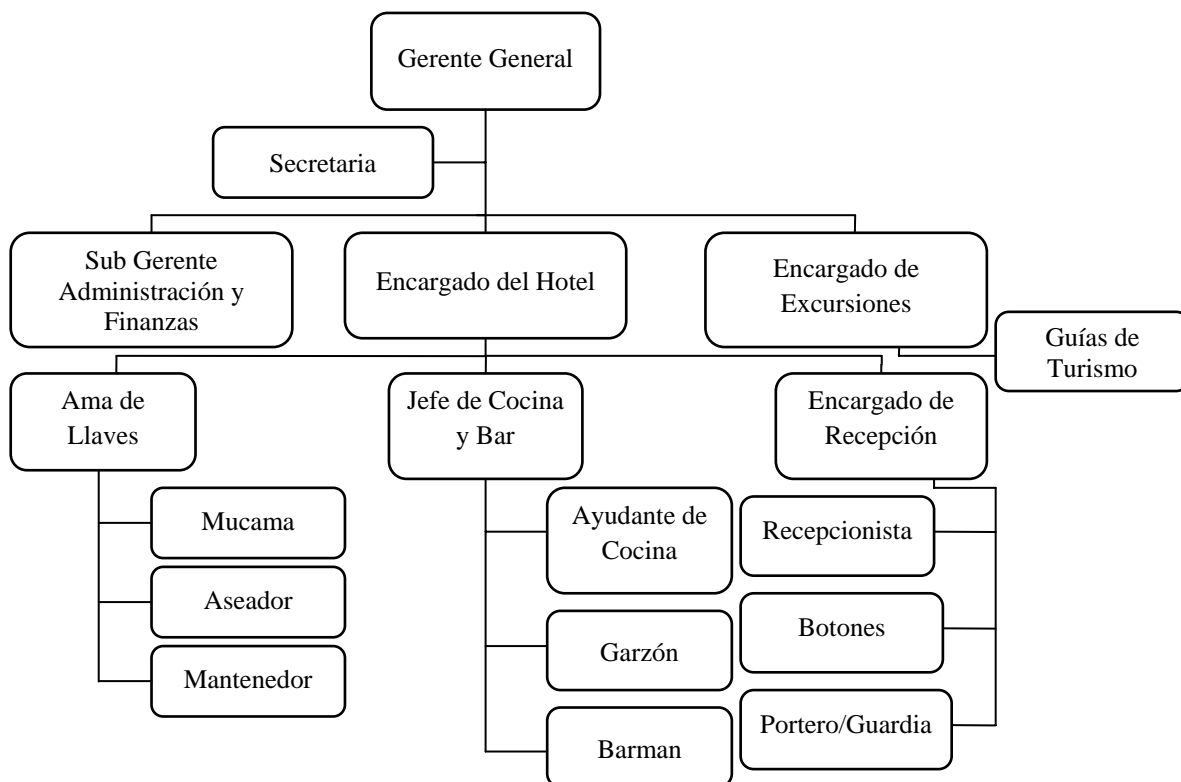 Gerente General
Secretaria
Sub Gerente
Administración y
Finanzas
Encargado del Hotel
Encargado de
Excursiones
Guías de
Turismo
Ama de
Llaves
Jefe de Cocina
y Bar
Encargado de
Recepción
Mucama
Aseador
Mantenedor
Ayudante de
Cocina
Garzón
Barman
Recepcionista
Botones
Portero/Guardia